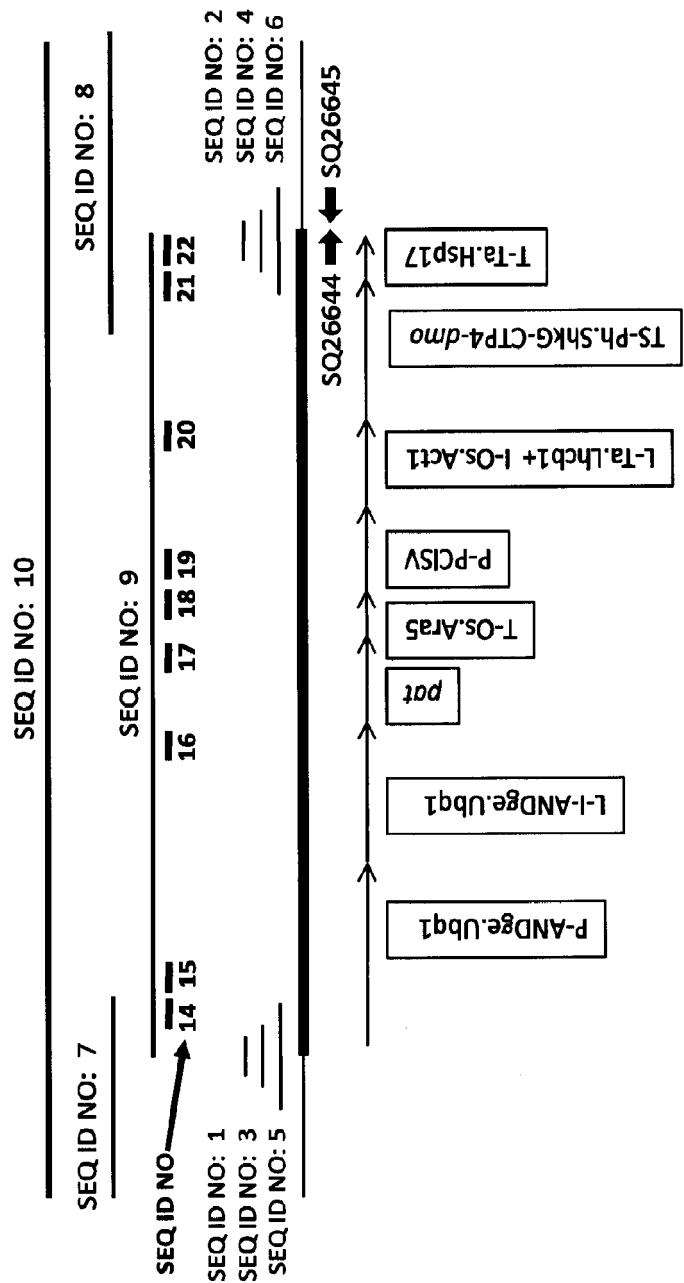 SEQ ID NO: 10
SEQ ID NO: 7
SEQ ID NO: 8
SEQ ID NO: 9
SEQ ID NO
14 15 16 17 18 19 20 21 22
SEQ ID NO: 1
SEQ ID NO: 3
SEQ ID NO: 5
SEQ ID NO: 2
SEQ ID NO: 4
SEQ ID NO: 6
SQ26644
SQ26645
P-ANDge.Ubq1
L-I-ANDge.Ubq1
pat
T-Os.Ara5
P-PClSV
L-Ta.Lhcb1+ I-Os.Act1
TS-Ph.ShkG-CTP4-dmo
T-Ta.Hsp17